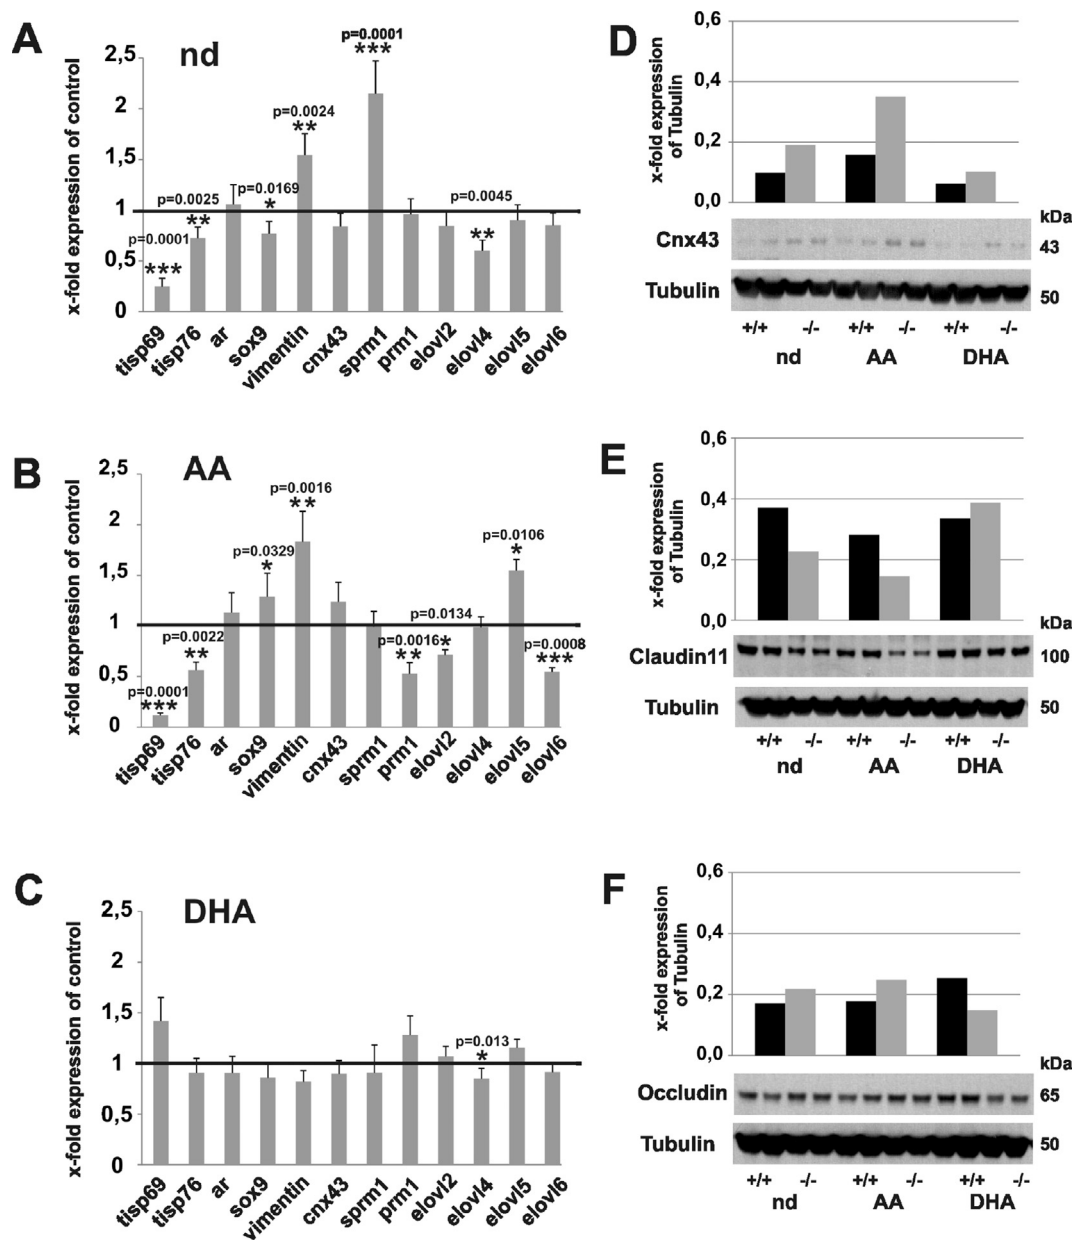 A
nd
x-fold expression of control
2,5
2
1,5
1
0,5
0
p=0.0001
***
p=0.0025
**
p=0.0169
*
p=0.0024
**
p=0.0001
***
p=0.0045
**
tisp69
tisp76
ar
sox9
vimentin
cnx43
sprm1
prm1
elovl2
elovl4
elovl5
elovl6
B
AA
x-fold expression of control
2,5
2
1,5
1
0,5
0
p=0.0001
***
p=0.0022
**
p=0.0329
*
p=0.0016
**
p=0.0016
**
p=0.0134
*
p=0.0106
*
p=0.0008
***
tisp69
tisp76
ar
sox9
vimentin
cnx43
sprm1
prm1
elovl2
elovl4
elovl5
elovl6
C
DHA
x-fold expression of control
2,5
2
1,5
1
0,5
0
p=0.013
*
tisp69
tisp76
ar
sox9
vimentin
cnx43
sprm1
prm1
elovl2
elovl4
elovl5
elovl6
D
x-fold expression
of Tubulin
0,6
0,4
0,2
0,0
kDa
Cnx43 43
Tubulin 50
+/+ -/- +/+ -/- +/+ -/-
nd AA DHA
E
x-fold expression
of Tubulin
0,6
0,4
0,2
0,0
kDa
Claudin11 100
Tubulin 50
+/+ -/- +/+ -/- +/+ -/-
nd AA DHA
F
x-fold expression
of Tubulin
0,6
0,4
0,2
0,0
kDa
Occludin 65
Tubulin 50
+/+ -/- +/+ -/- +/+ -/-
nd AA DHA